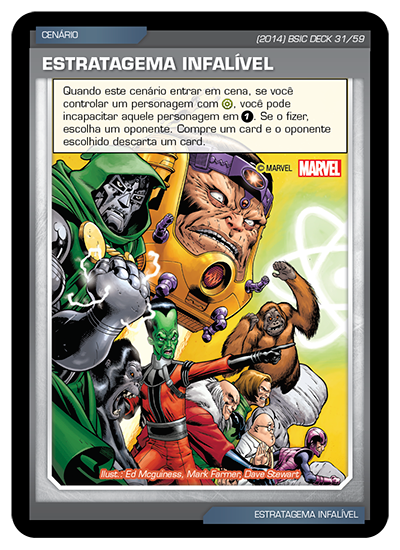 CENÁRIO
(2014) BSIC DECK 31/59
ESTRATAGEMA INFALÍVEL
Quando este cenário entrar em cena, se você
controlar um personagem com , você pode
incapacitar aquele personagem em 1. Se o fizer,
escolha um oponente. Compre um card e o oponente
escolhido descarta um card.
© MARVEL MARVEL
Ilust.: Ed Mcguiness, Mark Farmer, Dave Stewart
ESTRATAGEMA INFALÍVEL